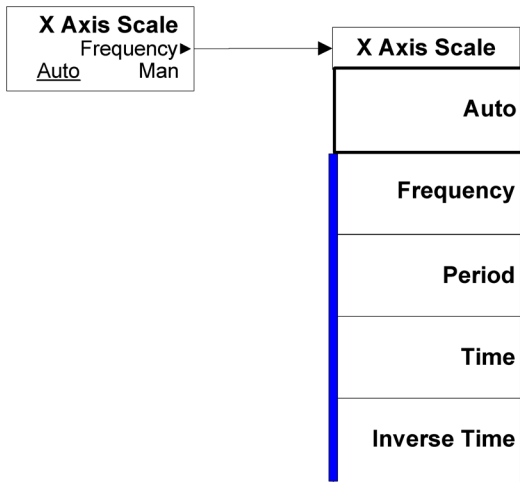 X Axis Scale
Frequency
Auto Man
X Axis Scale
Auto
Frequency
Period
Time
Inverse Time